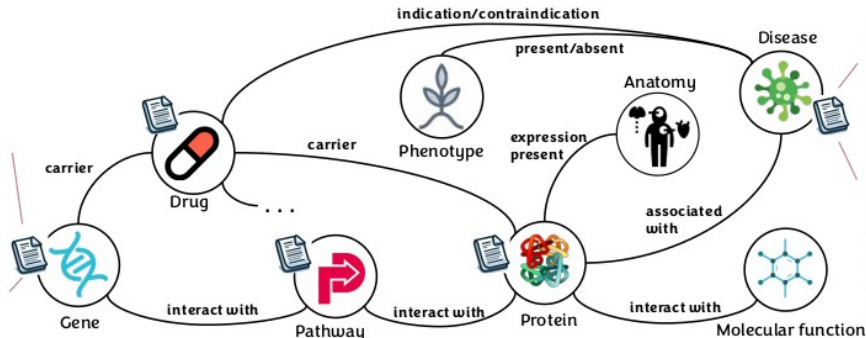 indication/contraindication
present/absent
Disease
Anatomy
Phenotype
expression
present
carrier
carrier
Drug
. . .
associated
with
Gene
interact with
Pathway
interact with
Protein
interact with
Molecular function